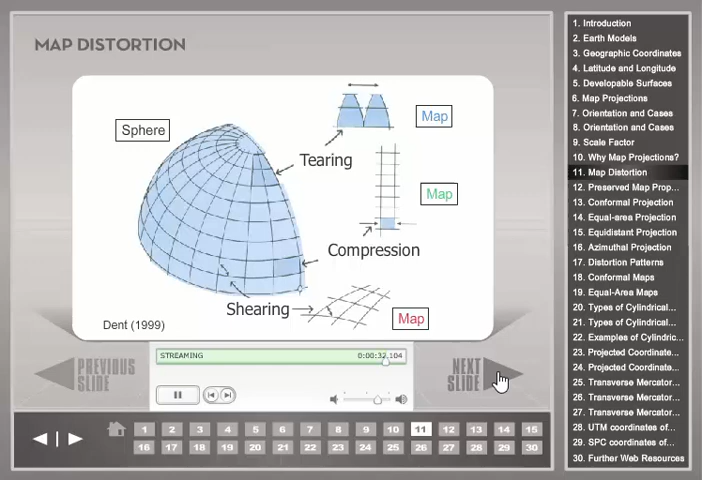 MAP DISTORTION
Sphere
Map
Tearing
Map
Compression
Shearing
Map
Dent (1999)
PREVIOUS
SLIDE
STREAMING
NEXT
SLIDE
1 2 3 4 5 6 7 8 9 10 11 12 13 14 15
16 17 18 19 20 21 22 23 24 25 26 27 28 29 30
1. Introduction
2. Earth Models
3. Geographic Coordinates
4. Latitude and Longitude
5. Developable Surfaces
6. Map Projections
7. Orientation and Cases
8. Orientation and Cases
9. Scale Factor
10. Why Map Projections?
11. Map Distortion
12. Preserved Map Prop...
13. Conformal Projection
14. Equal-area Projection
15. Equidistant Projection
16. Azimuthal Projection
17. Distortion Patterns
18. Conformal Maps
19. Equal-Area Maps
20. Types of Cylindrical...
21. Types of Cylindrical...
22. Examples of Cylindric...
23. Projected Coordinate...
24. Projected Coordinate...
25. Transverse Mercator...
26. Transverse Mercator...
27. Transverse Mercator...
28. UTM coordinates of...
29. SPC coordinates of...
30. Further Web Resources